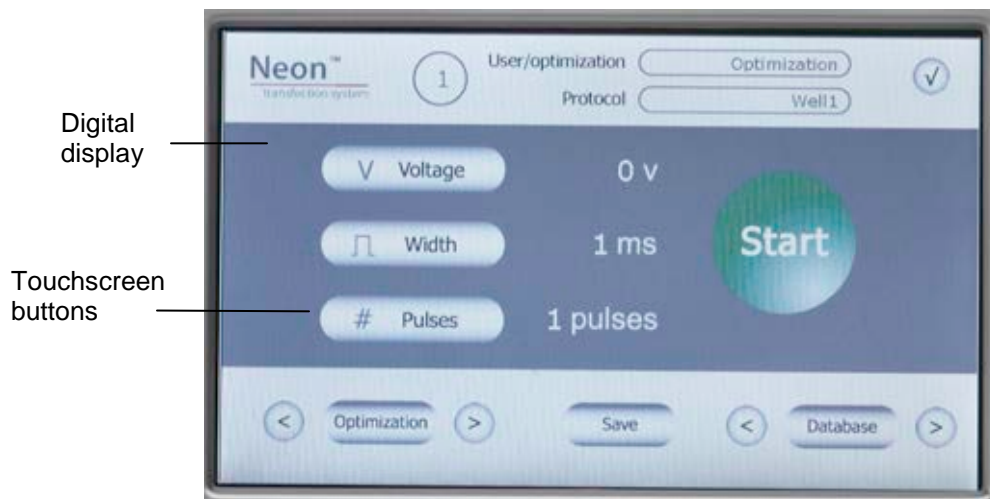 Neon™
transfection system
1
User/optimization Optimization
Protocol Well1
√
Digital
display
V Voltage 0 v
Width 1 ms
Start
Touchscreen
buttons
# Pulses 1 pulses
< Optimization > Save < Database >